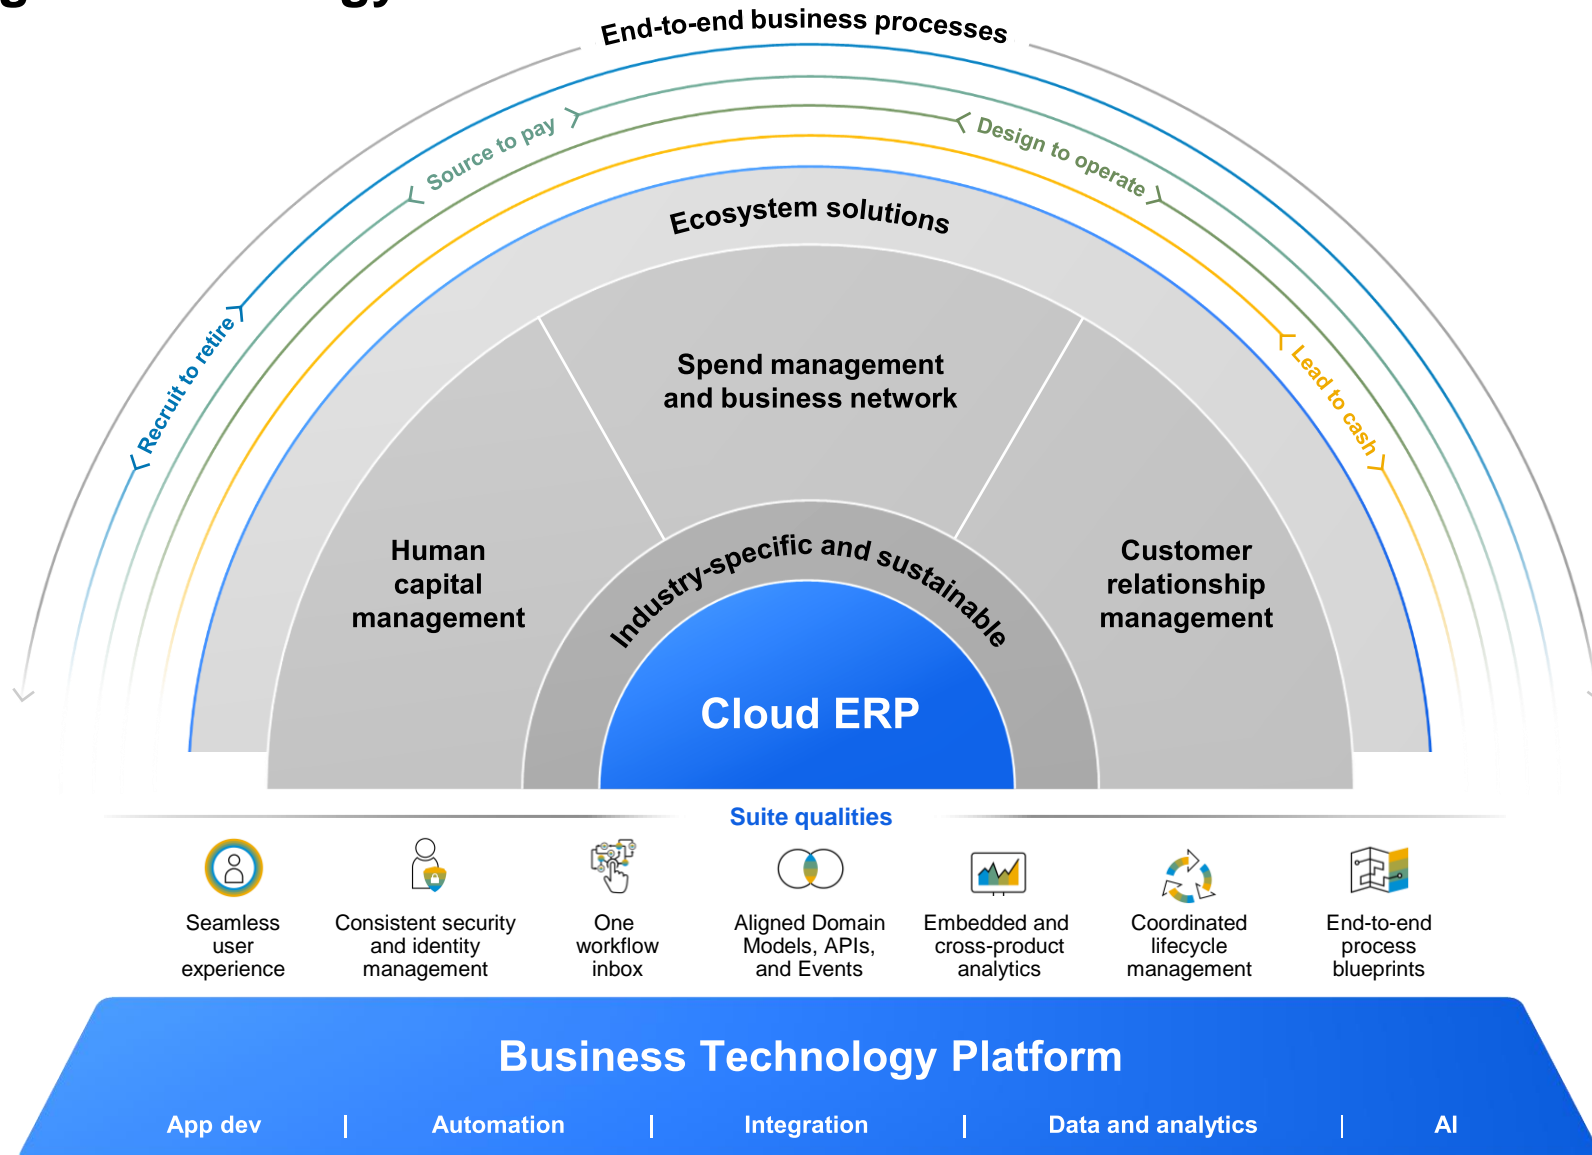 End-to-end business processes
Source to pay
Design to operate
Recruit to retire
Lead to cash
Ecosystem solutions
Spend management
and business network
Human
capital
management
Customer
relationship
management
Industry-specific and sustainable
Cloud ERP
Suite qualities
Seamless
user
experience
Consistent security
and identity
management
One
workflow
inbox
Aligned Domain
Models, APIs,
and Events
Embedded and
cross-product
analytics
Coordinated
lifecycle
management
End-to-end
process
blueprints
Business Technology Platform
App dev | Automation | Integration | Data and analytics | AI